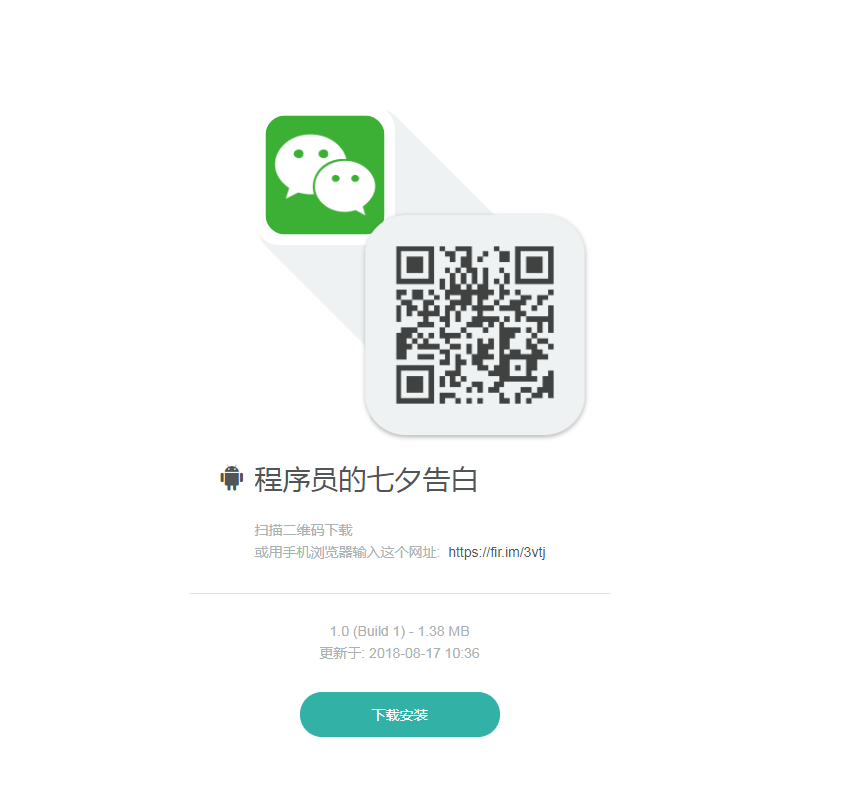 程序员的七夕告白
扫描二维码下载
或用手机浏览器输入这个网址: https://fir.im/3vtj
1.0 (Build 1) - 1.38 MB
更新于: 2018-08-17 10:36
下载安装